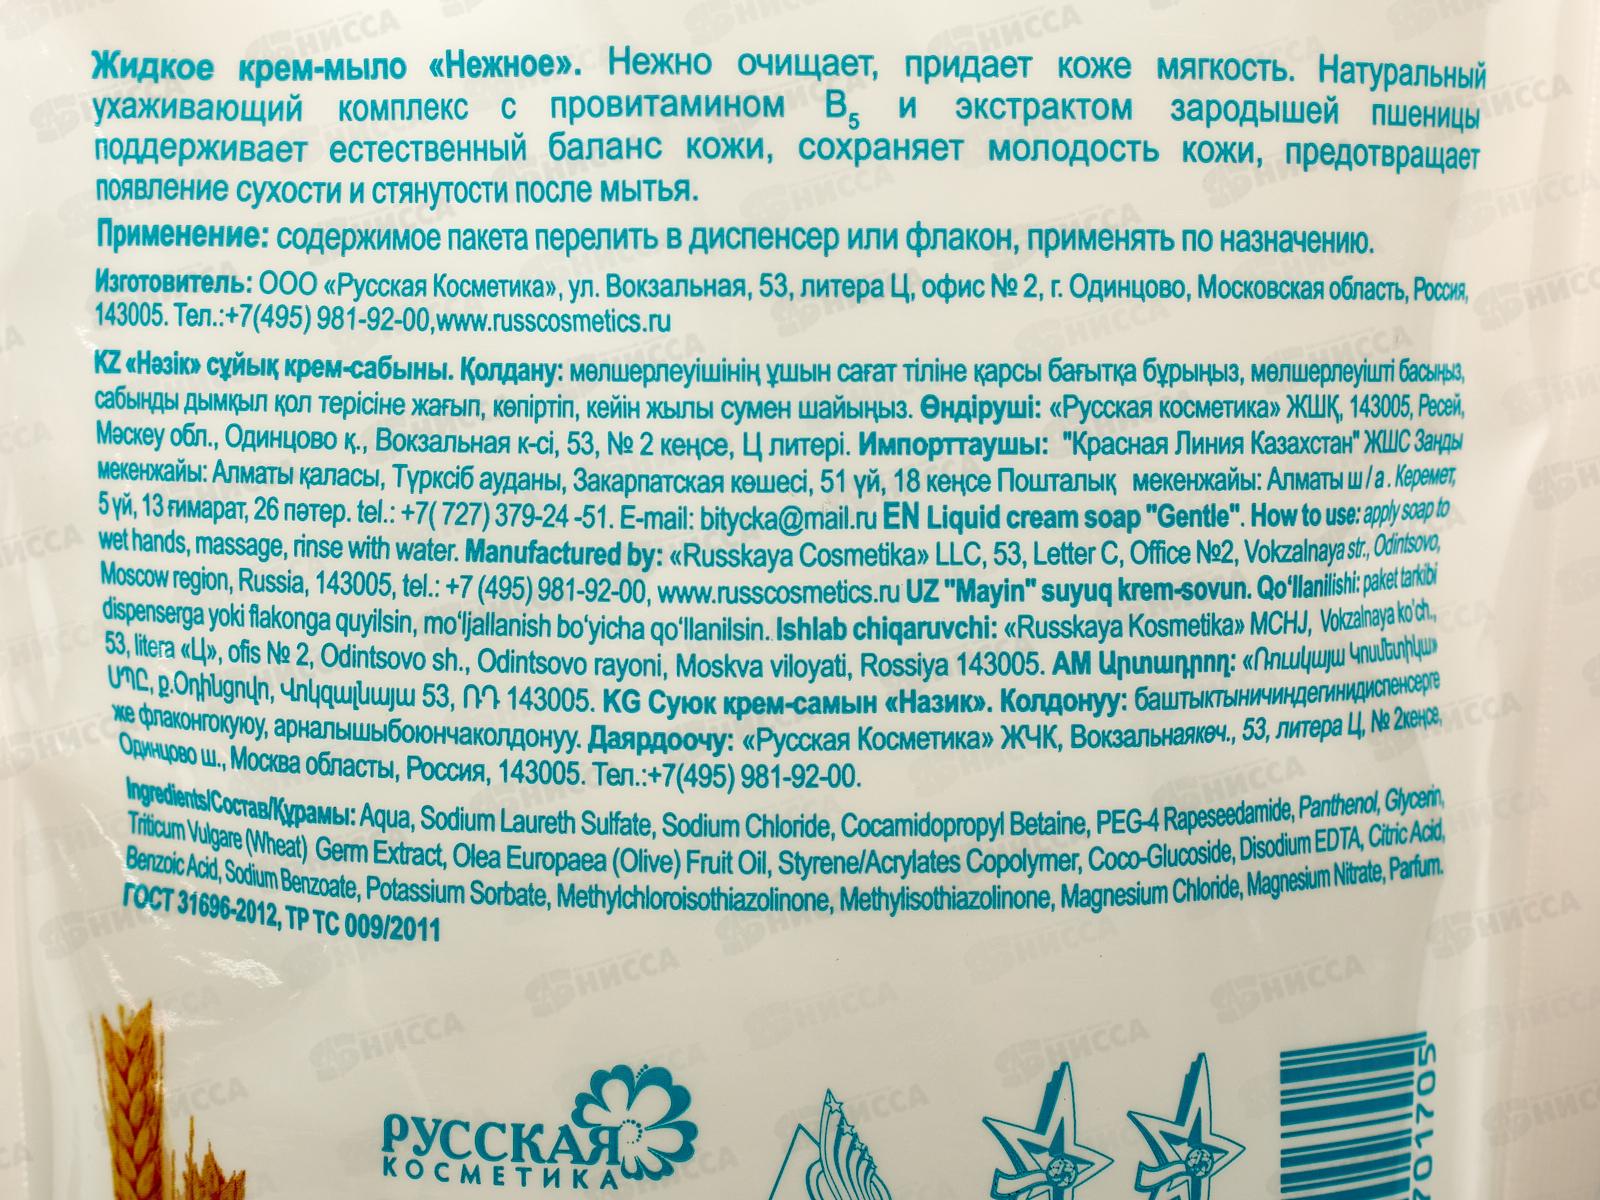 Жидкое крем-мыло «Нежное». Нежно очищает, придает коже мягкость. Натуральный
ухаживающий комплекс с провитамином B₅ и экстрактом зародышей пшеницы
поддерживает естественный баланс кожи, сохраняет молодость кожи, предотвращает
появление сухости и стянутости после мытья.
Применение: содержимое пакета перелить в диспенсер или флакон, применять по назначению.
Изготовитель: ООО «Русская Косметика», ул. Вокзальная, 53, литера Ц, офис № 2, г. Одинцово, Московская область, Россия,
143005. Тел.:+7(495) 981-92-00,www.russcosmetics.ru
KZ «Нәзік» сұйық крем-сабыны. Қолдану: мөлшерлеуішінің ұшын сағат тіліне қарсы бағытқа бұрыңыз, мөлшерлеуішті басыңыз,
сабынды дымқыл қол терісіне жағып, көпіртіп, кейін жылы сумен шайыңыз. Өндіруші: «Русская косметика» ЖШҚ, 143005, Ресей,
Мәскеу обл., Одинцово қ., Вокзальная к-сі, 53, № 2 кеңсе, Ц литері. Импорттаушы: "Красная Линия Казахстан" ЖШС Заңды
мекенжайы: Алматы қаласы, Түрксіб ауданы, Закарпатская көшесі, 51 үй, 18 кеңсе Пошталық мекенжайы: Алматы ш/а. Керемет,
5 үй, 13 ғимарат, 26 пәтер. tel.: +7( 727) 379-24 -51. E-mail: bitycka@mail.ru EN Liquid cream soap "Gentle". How to use: apply soap to
wet hands, massage, rinse with water. Manufactured by: «Russkaya Cosmetika» LLC, 53, Letter C, Office №2, Vokzalnaya str., Odintsovo,
Moscow region, Russia, 143005, tel.: +7 (495) 981-92-00, www.russcosmetics.ru UZ "Mayin" suyuq krem-sovun. Qo‘llanilishi: paket tarkibi
dispenserga yoki flakonga quyilsin, mo‘ljallanish bo‘yicha qo‘llanilsin. Ishlab chiqaruvchi: «Russkaya Kosmetika» MCHJ, Vokzalnaya ko‘ch.,
53, litera «Ц», ofis № 2, Odintsovo sh., Odintsovo rayoni, Moskva viloyati, Rossiya 143005. AM Արտադրող: «Ռուսկայա Կոսմետիկա»
ՍՊԸ, ք.Օդինցովո, Վոկզալնայա 53, ՌԴ 143005. KG Суюк крем-самын «Назик». Колдонуу: баштыктыничиндегинидиспенсерге
же флаконгокуюу, арналышыбоюнчаколдонуу. Даярдоочу: «Русская Косметика» ЖЧК, Вокзальнаякөч., 53, литера Ц, № 2кеңсе,
Одинцово ш., Москва областы, Россия, 143005. Тел.:+7(495) 981-92-00.
Ingredients/Состав/Құрамы: Aqua, Sodium Laureth Sulfate, Sodium Chloride, Cocamidopropyl Betaine, PEG-4 Rapeseedamide, Panthenol, Glycerin,
Triticum Vulgare (Wheat) Germ Extract, Olea Europaea (Olive) Fruit Oil, Styrene/Acrylates Copolymer, Coco-Glucoside, Disodium EDTA, Citric Acid,
Benzoic Acid, Sodium Benzoate, Potassium Sorbate, Methylchloroisothiazolinone, Methylisothiazolinone, Magnesium Chloride, Magnesium Nitrate, Parfum.
ГОСТ 31696-2012, ТР ТС 009/2011
РУССКАЯ
КОСМЕТИКА
701705
НИССА